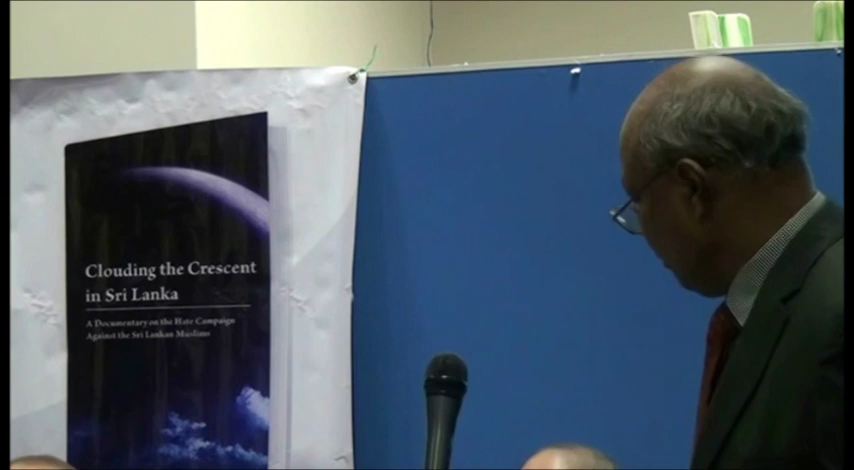 Clouding the Crescent
in Sri Lanka
A Documentary on the Hate Campaign
Against the Sri Lankan Muslims